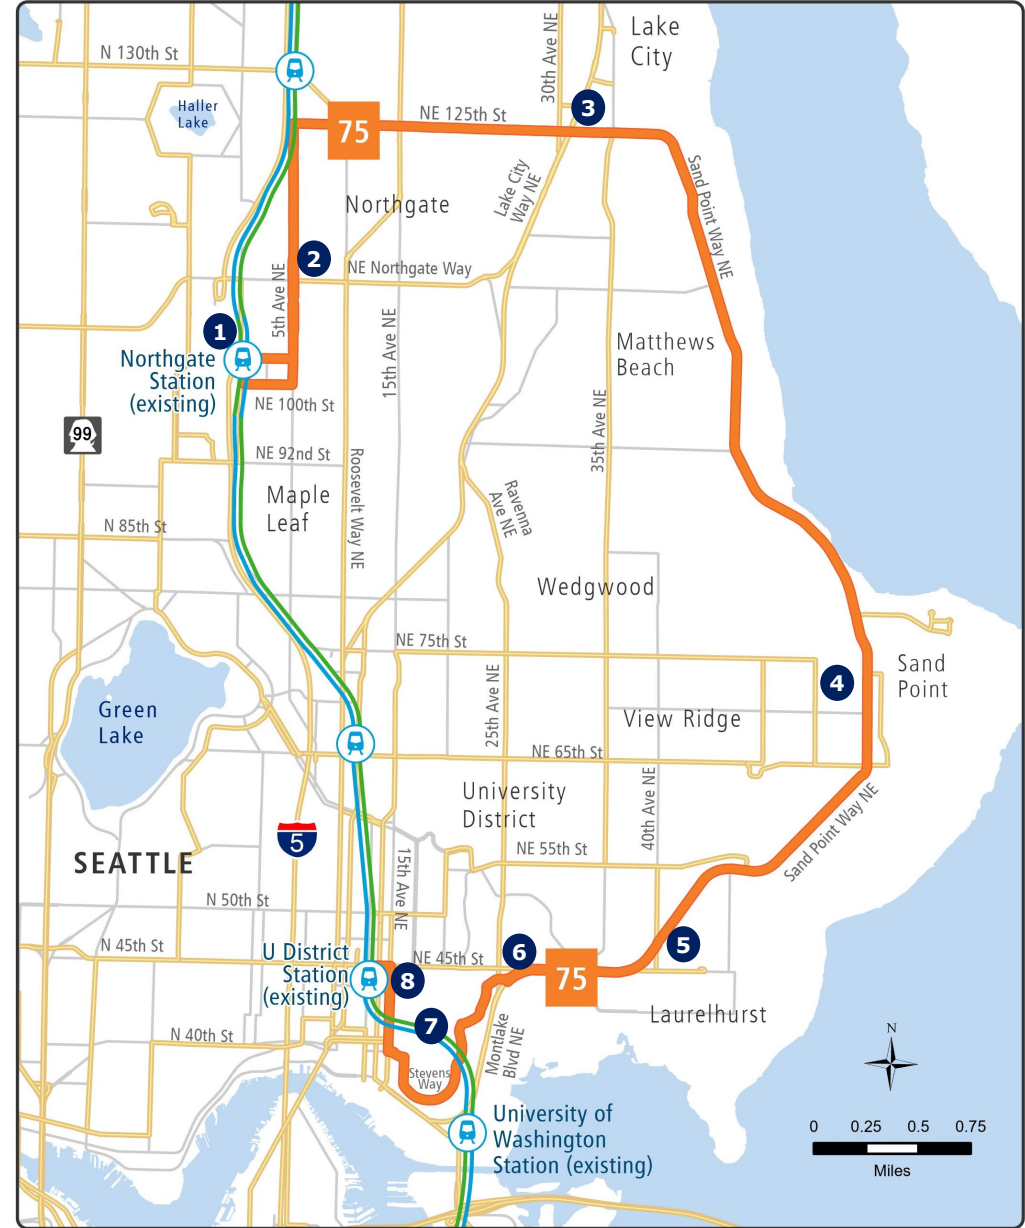 Lake
City
30th Ave NE
N 130th St
Haller
Lake
3
NE 125th St
75
Lake City
Way NE
Sand Point Way NE
Northgate
2
NE Northgate Way
5th Ave NE
1
15th Ave NE
Matthews
Beach
Northgate
Station
(existing)
NE 100th St
35th Ave NE
99
NE 92nd St
Roosevelt Way NE
Maple
Leaf
Ravenna
Ave NE
N 85th St
Wedgwood
NE 75th St
Sand
Point
4
25th Ave NE
Green
Lake
View Ridge
NE 65th St
University
District
40th Ave NE
Sand Point Way NE
5
SEATTLE
15th Ave NE
NE 55th St
N 50th St
N 45th St
U District
Station
(existing)
8
NE 45th St
6
75
5
Laurelhurst
7
N 40th St
Montlake
Blvd NE
Stevens
Way
N
University of
Washington
Station (existing)
0 0.25 0.5 0.75
Miles